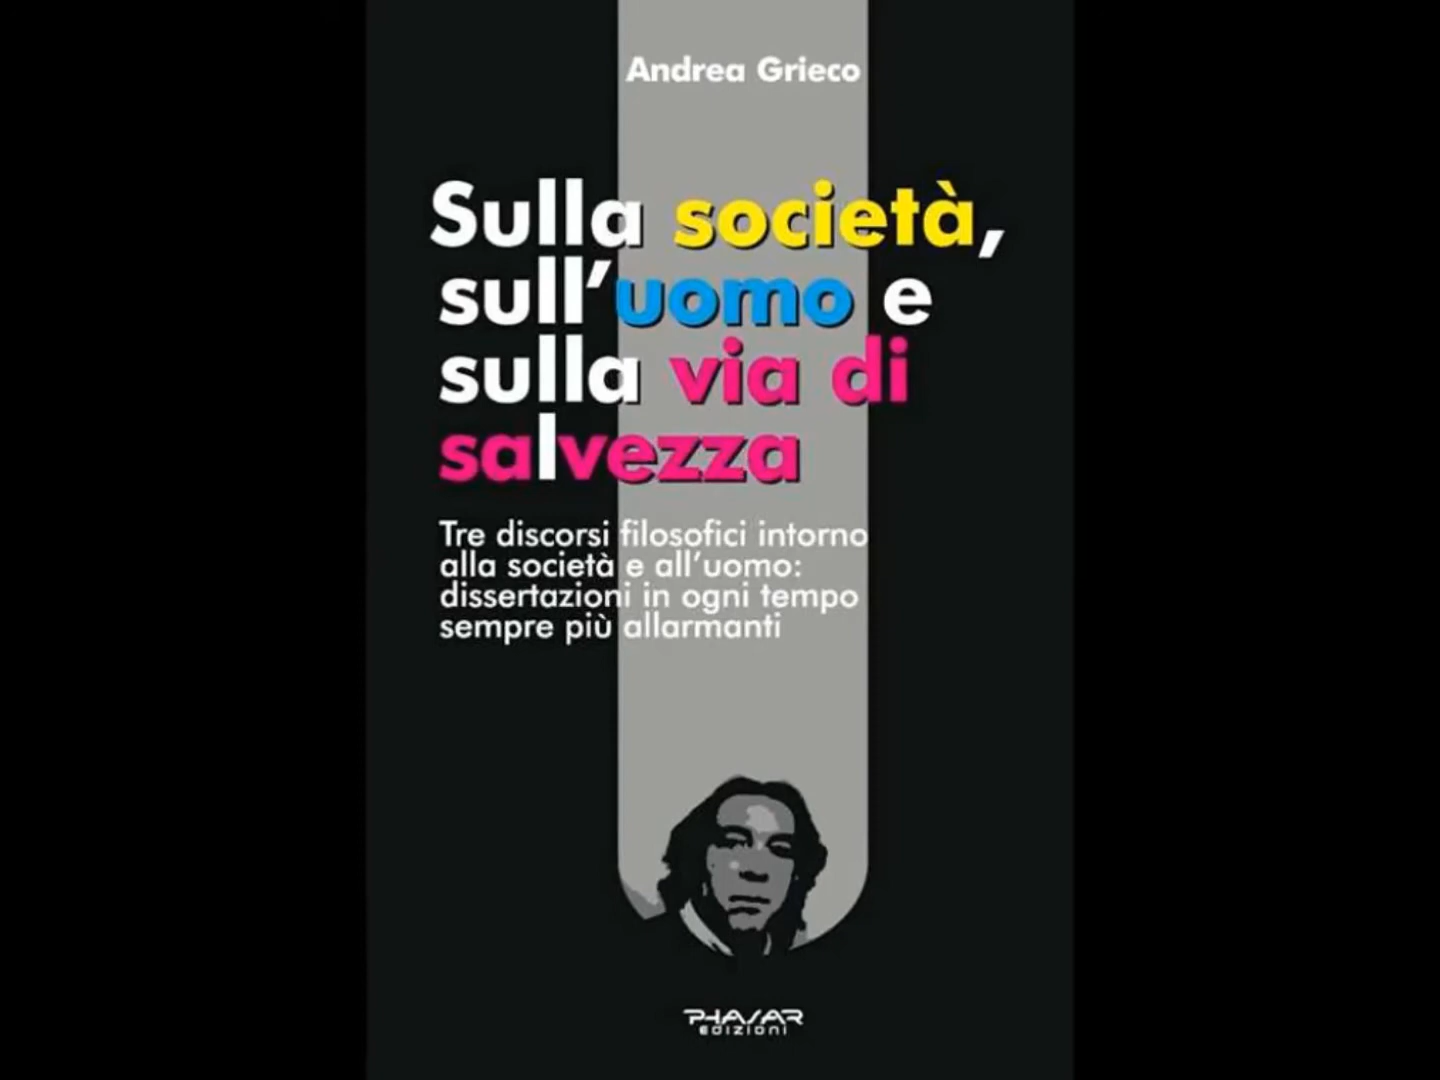 Andrea Grieco
Sulla società,
sull'uomo e
sulla via di
salvezza
Tre discorsi filosofici intorno
alla società e all'uomo:
dissertazioni in ogni tempo
sempre più allarmanti
PHASAR
EDIZIONI